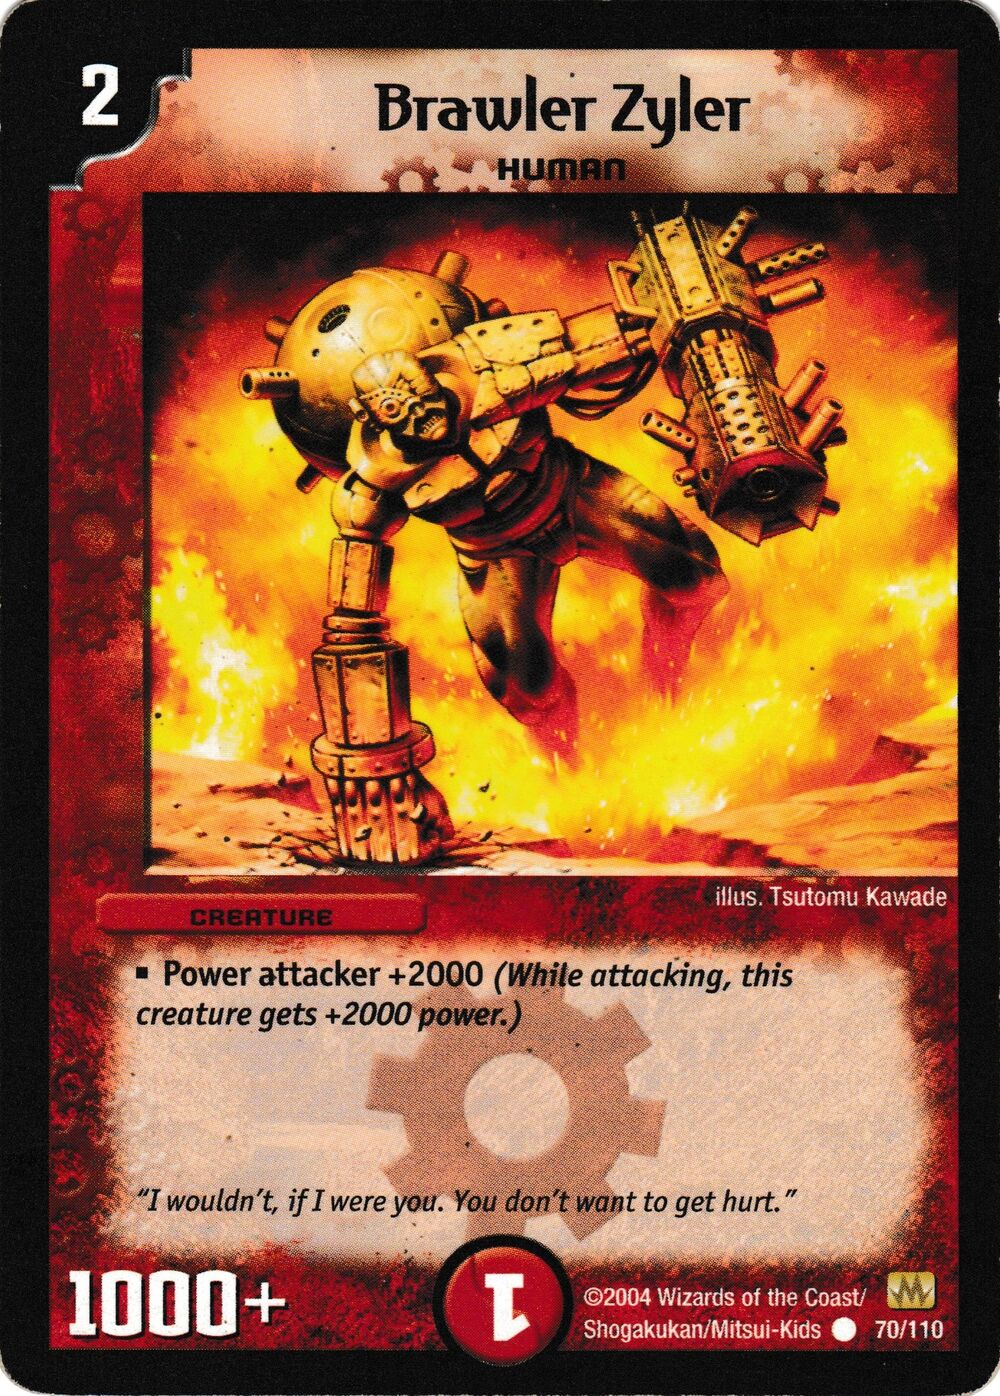 2
Brawler Zyler
HUMAN
illus. Tsutomu Kawade
CREATURE
▪ Power attacker +2000 (While attacking, this
creature gets +2000 power.)
“I wouldn’t, if I were you. You don’t want to get hurt.”
1000+
1
©2004 Wizards of the Coast/
Shogakukan/Mitsui-Kids
70/110